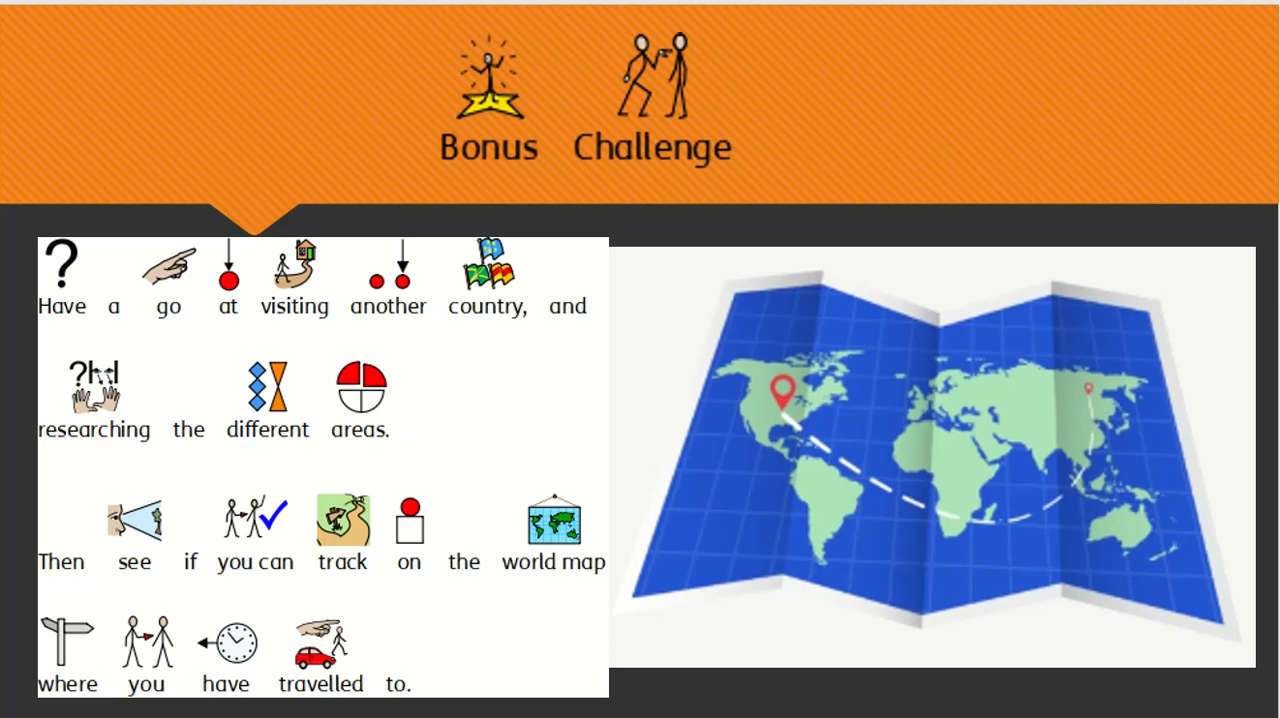 Bonus Challenge
Have a go at visiting another country, and
researching the different areas.
Then see if you can track on the world map
where you have travelled to.